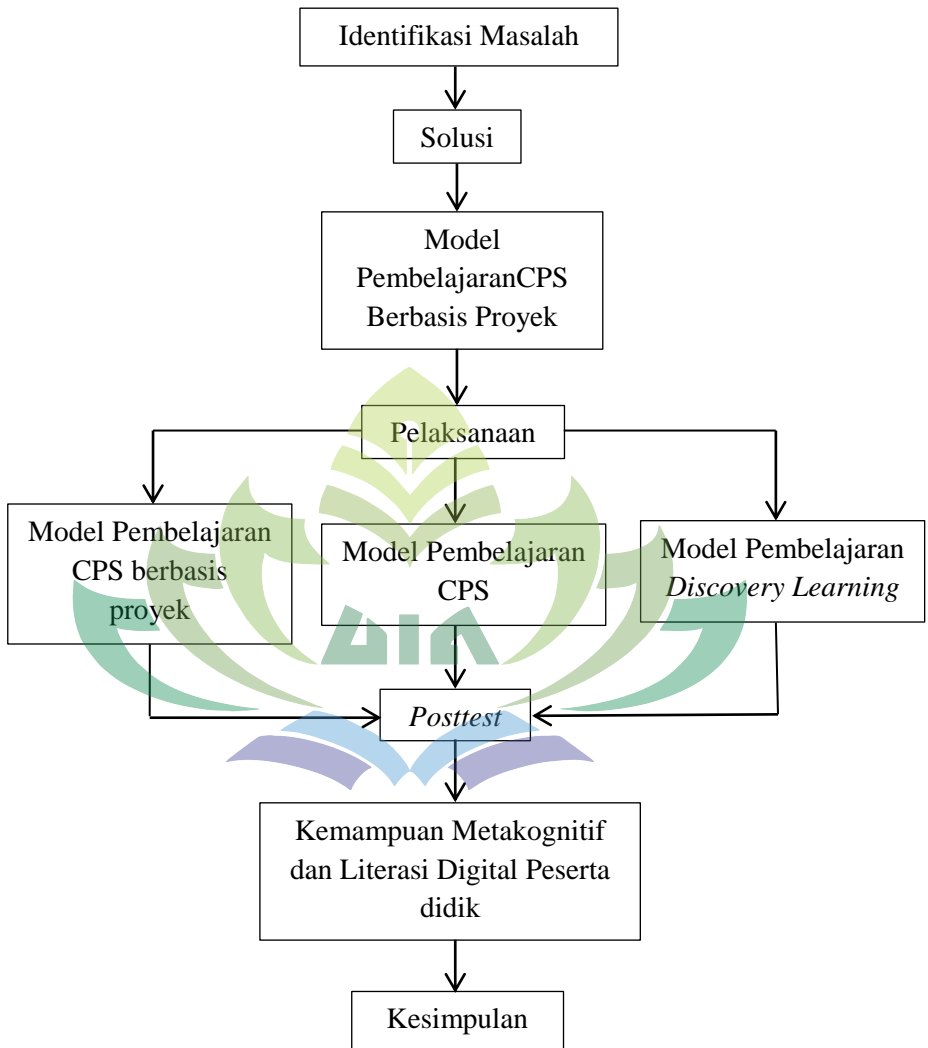 Identifikasi Masalah
Solusi
Model
PembelajaranCPS
Berbasis Proyek
Pelaksanaan
Model Pembelajaran
CPS berbasis
proyek
Model Pembelajaran
CPS
Model Pembelajaran
Discovery Learning
Posttest
Kemampuan Metakognitif
dan Literasi Digital Peserta
didik
Kesimpulan